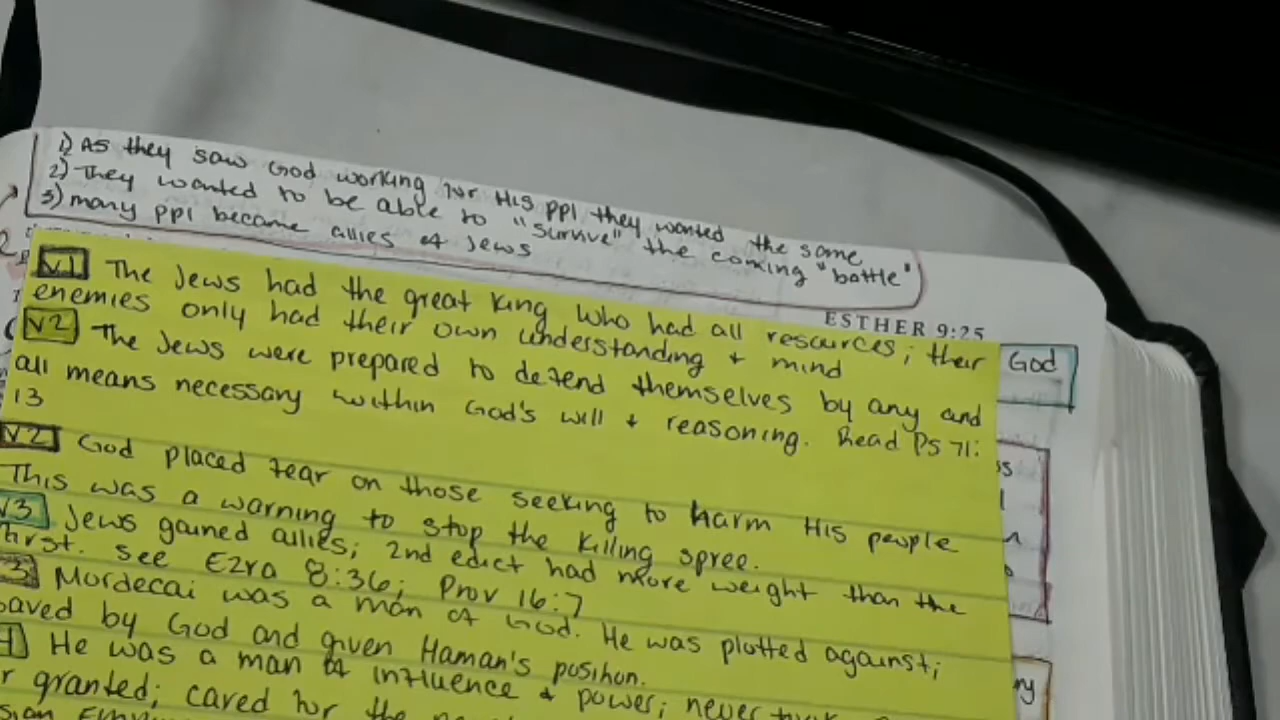 1) AS they saw God working for His ppl they wanted the same
2) They wanted to be able to "survive" the coming "battle"
3) many ppl became allies of Jews
ESTHER 9:25
v1 The Jews had the great King who had all resources; their
enemies only had their own understanding + mind
God
v2 The Jews were prepared to defend themselves by any and
all means necessary within God's will + reasoning. Read Ps 71:
13
v2 God placed fear on those seeking to harm His people
This was a warning to stop the killing spree.
v3 Jews gained allies; 2nd edict had more weight than the
first. see Ezra 8:36; Prov 16:7
3 Mordecai was a man of God. He was plotted against;
saved by God and given Haman's position.
4 He was a man of influence & power; never
granted; cared for the